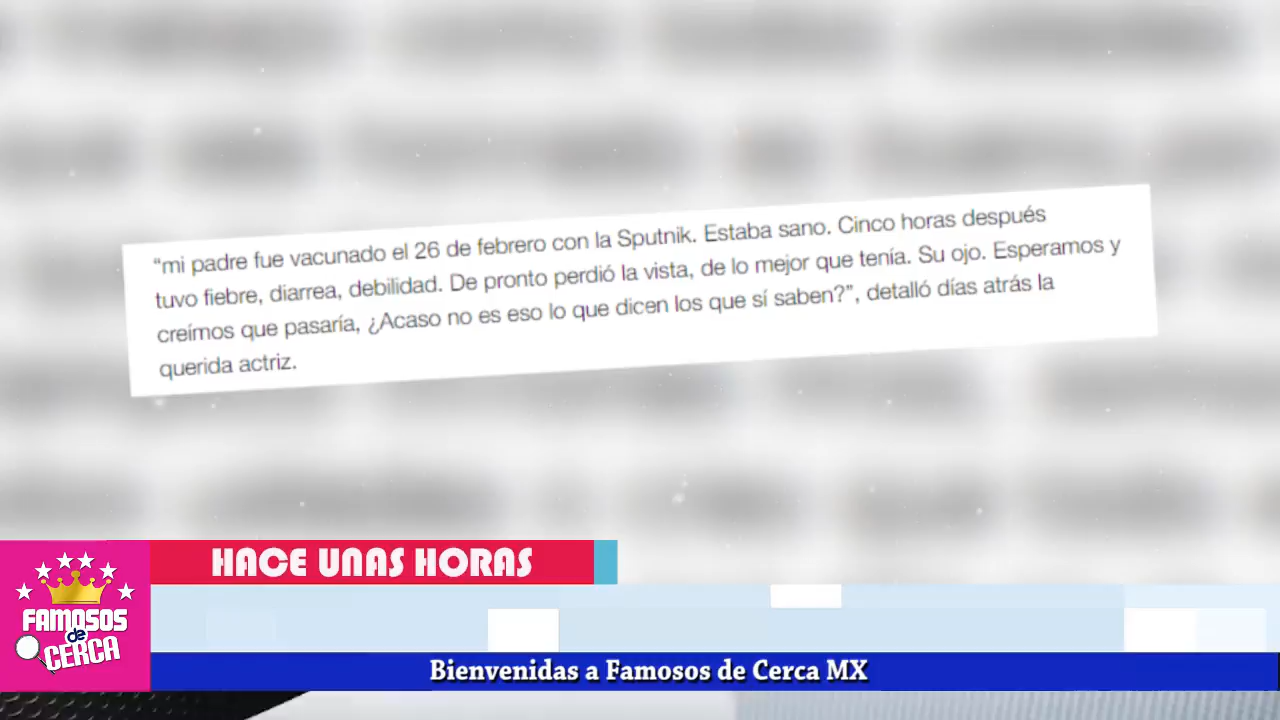 “mi padre fue vacunado el 26 de febrero con la Sputnik. Estaba sano. Cinco horas después
tuvo fiebre, diarrea, debilidad. De pronto perdió la vista, de lo mejor que tenía. Su ojo. Esperamos y
creímos que pasaría, ¿Acaso no es eso lo que dicen los que sí saben?”, detalló días atrás la
querida actriz.
HACE UNAS HORAS
FAMOSOS
de
CERCA
Bienvenidas a Famosos de Cerca MX